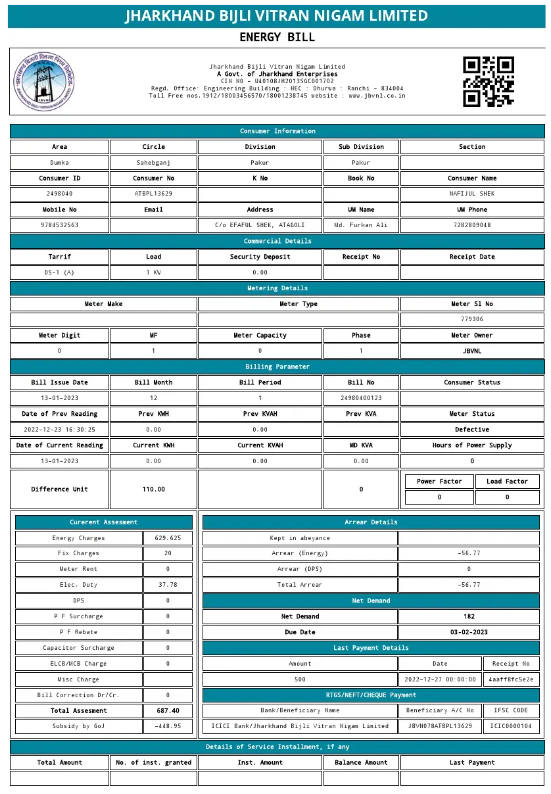 JHARKHAND BIJLI VITRAN NIGAM LIMITED
ENERGY BILL
Jharkhand Bijli Vitran Nigam Limited
A Govt. of Jharkhand Enterprises
CIN NO - U40108JH2013SGC001702
Regd. Office: Engineering Building : HEC : Dhurwa : Ranchi - 834004
Toll Free nos.1912/18003456570/18001238745 website : www.jbvnl.co.in
Consumer Information
Area Circle Division Sub Division Section
Dumka Sahebganj Pakur Pakur
Consumer ID Consumer No K No Book No Consumer Name
2498040 ATBPL13629 NAFIJUL SHEK
Mobile No Email Address UW Name UW Phone
9784532563 C/o EFAFUL SHEK, ATAGOLI Md. Furkan Ali 7282809048
Commercial Details
Tarrif Load Security Deposit Receipt No Receipt Date
DS-1 (A) 1 KW 0.00
Metering Details
Meter Make Meter Type Meter Sl No
779306
Meter Digit MF Meter Capacity Phase Meter Owner
0 1 0 1 JBVNL
Billing Parameter
Bill Issue Date Bill Month Bill Period Bill No Consumer Status
13-01-2023 12 1 24980400123
Date of Prev Reading Prev KWH Prev KVAH Prev KVA Meter Status
2022-12-23 16:30:25 0.00 0.00 Defective
Date of Current Reading Current KWH Current KVAH MD KVA Hours of Power Supply
13-01-2023 0.00 0.00 0.00 0
Difference Unit 110.00 0 Power Factor Load Factor
0 0
Curerent Assesment Arrear Details
Energy Charges 629.625 Kept in abeyance
Fix Charges 20 Arrear (Energy) -56.77
Meter Rent 0 Arrear (DPS) 0
Elec. Duty 37.78 Total Arrear -56.77
DPS 0 Net Demand
P F Surcharge 0 Net Demand 182
P F Rebate 0 Due Date 03-02-2023
Capacitor Surcharge 0 Last Payment Details
ELCB/MCB Charge 0 Amount Date Receipt No
Misc Charge 0 500 2022-12-27 00:00:00 4aaff8fc5e2e
Bill Correction Dr/Cr. 0 RTGS/NEFT/CHEQUE Payment
Total Assesment 687.40 Bank/Beneficiary Name Beneficiary A/C No IFSC CODE
Subsidy by GoJ -448.95 ICICI Bank/Jharkhand Bijli Vitran Nigam Limited JBVN078ATBPL13629 ICIC0000104
Details of Service Installment, if any
Total Amount No. of inst. granted Inst. Amount Balance Amount Last Payment